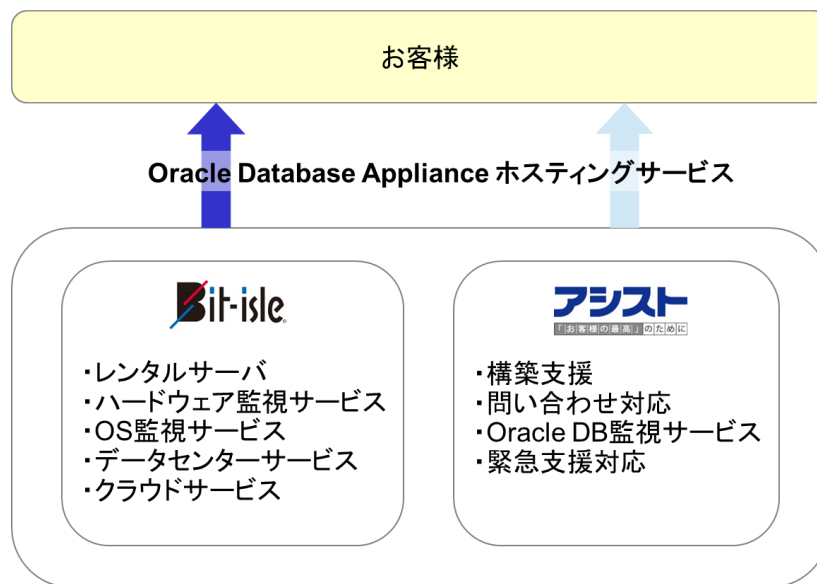 お客様
Oracle Database Appliance ホスティングサービス
Bit-isle
・レンタルサーバ
・ハードウェア監視サービス
・OS監視サービス
・データセンターサービス
・クラウドサービス
アシスト
「お客様の最高」のために
・構築支援
・問い合わせ対応
・Oracle DB監視サービス
・緊急支援対応